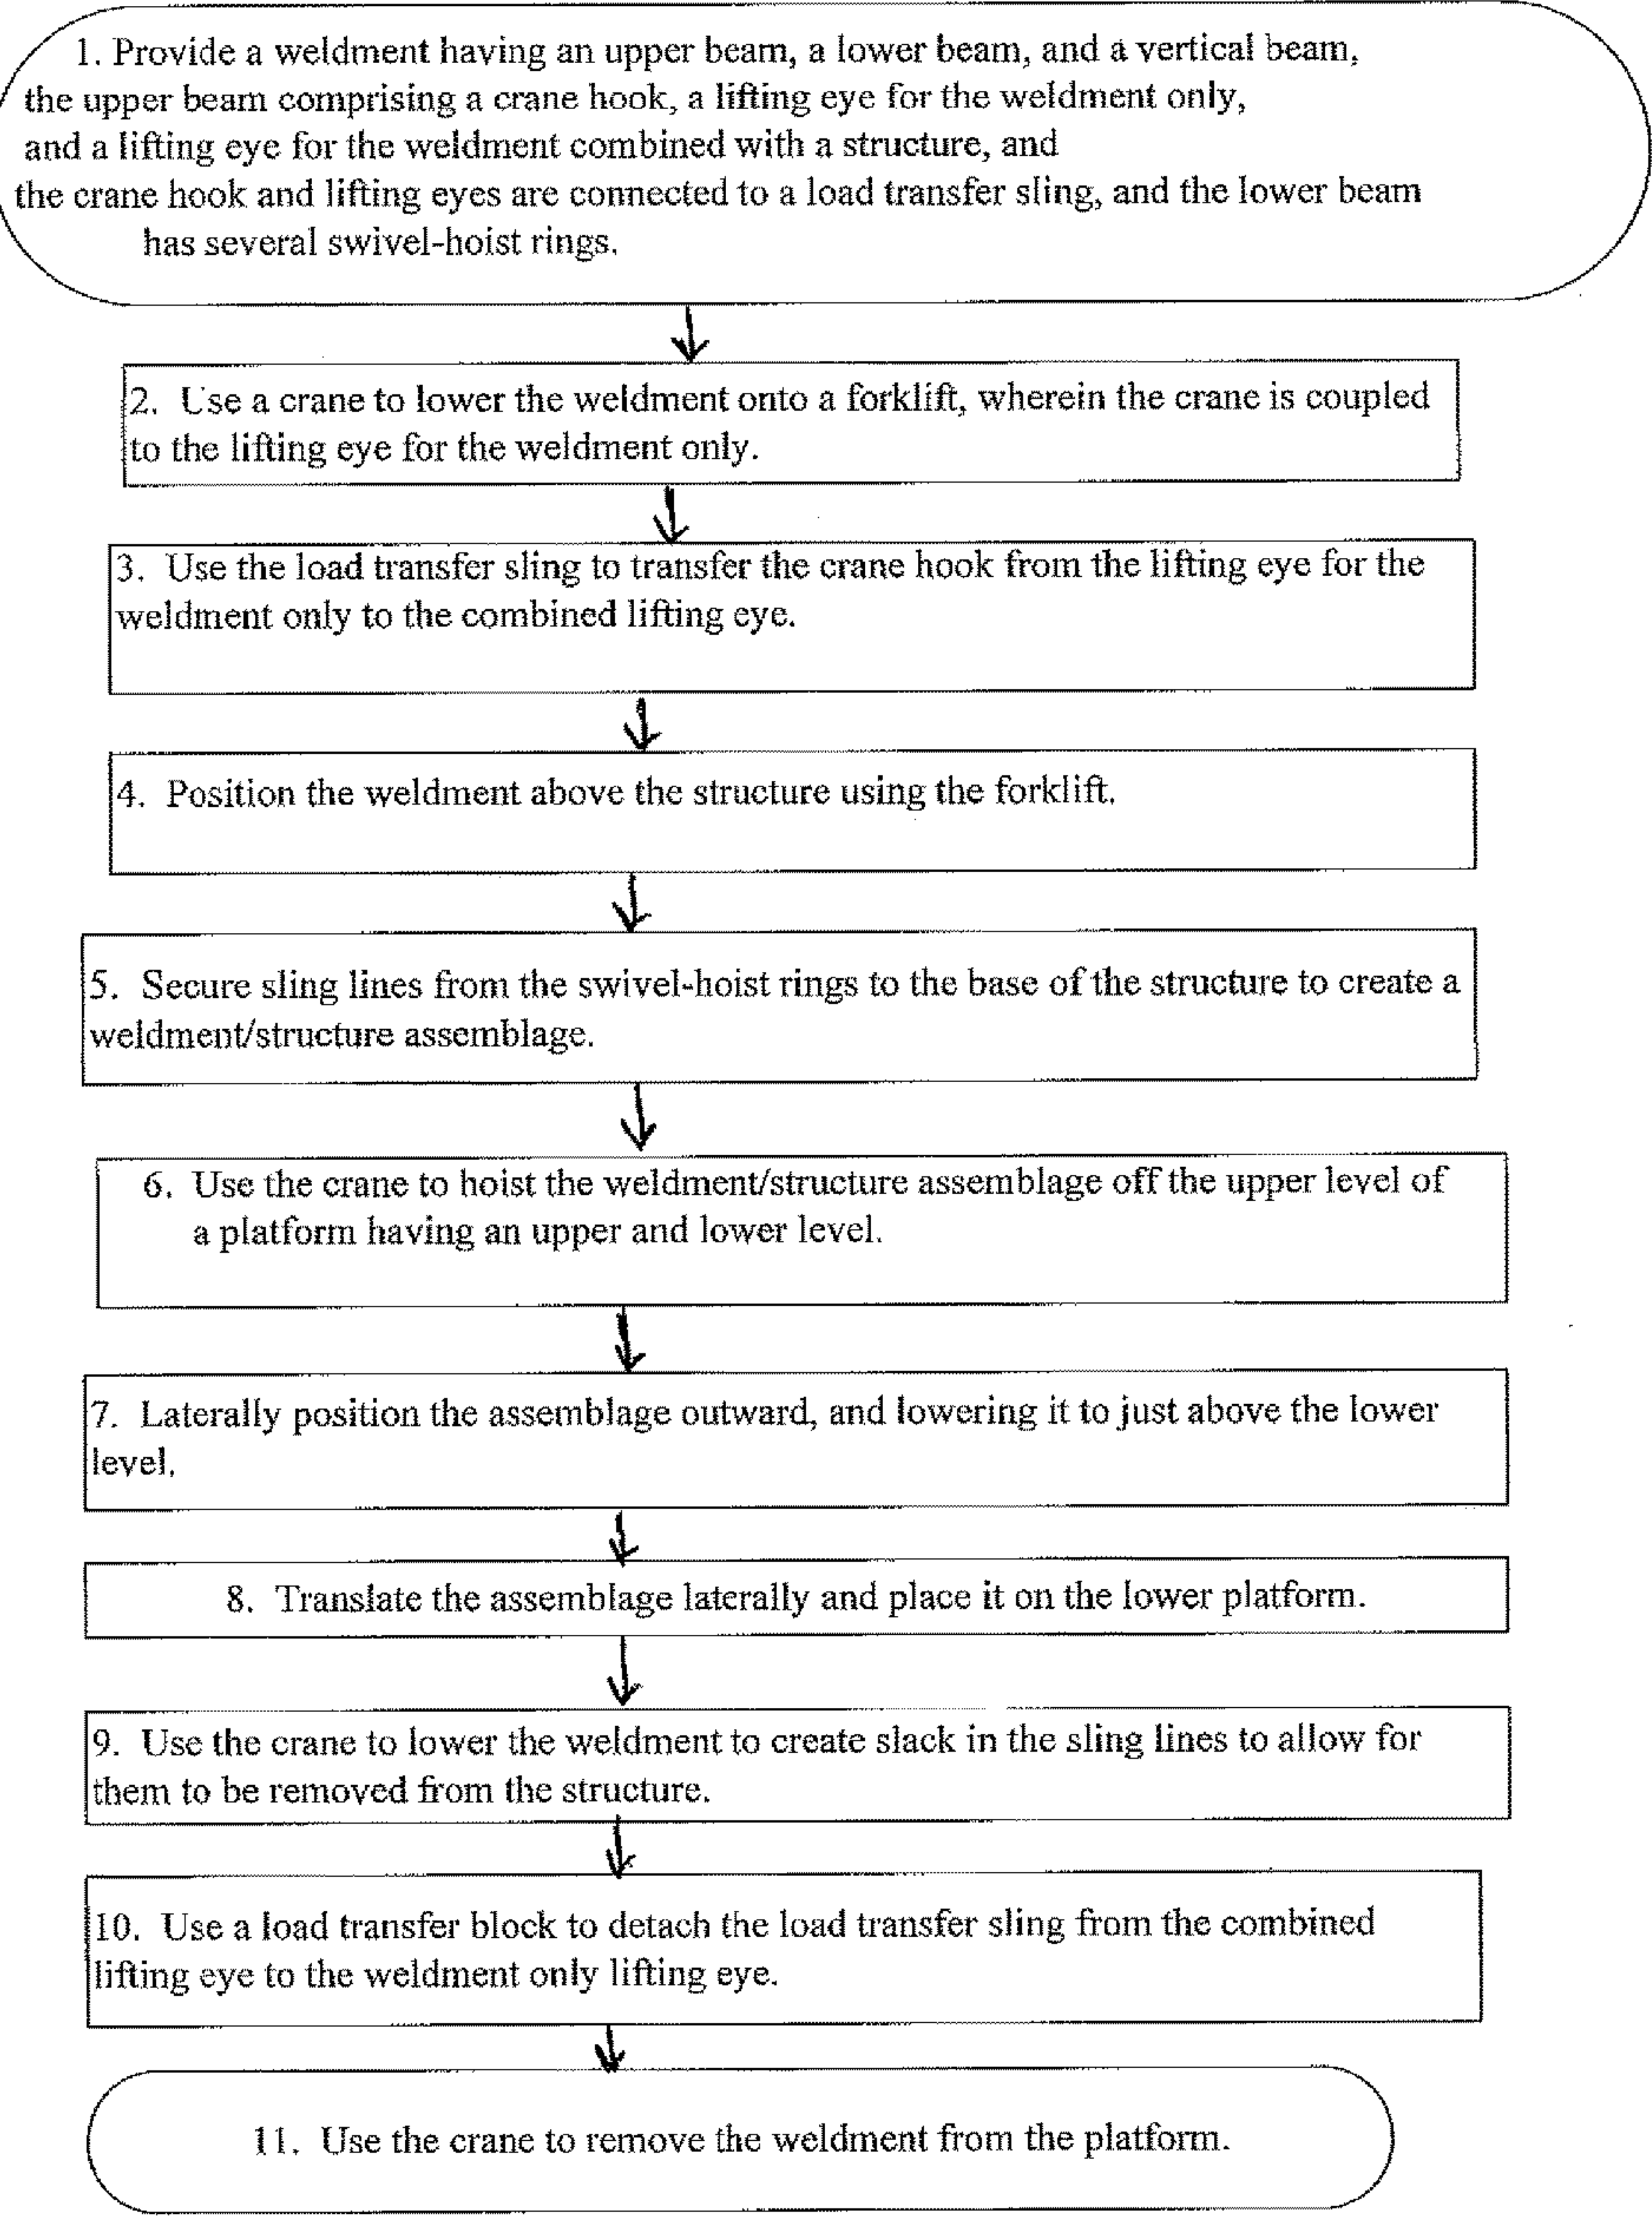 1. Provide a weldment having an upper beam, a lower beam, and a vertical beam,
the upper beam comprising a crane hook, a lifting eye for the weldment only,
and a lifting eye for the weldment combined with a structure, and
the crane hook and lifting eyes are connected to a load transfer sling, and the lower beam
has several swivel-hoist rings.
2. Use a crane to lower the weldment onto a forklift, wherein the crane is coupled
to the lifting eye for the weldment only.
3. Use the load transfer sling to transfer the crane hook from the lifting eye for the
weldment only to the combined lifting eye.
4. Position the weldment above the structure using the forklift.
5. Secure sling lines from the swivel-hoist rings to the base of the structure to create a
weldment/structure assemblage.
6. Use the crane to hoist the weldment/structure assemblage off the upper level of
a platform having an upper and lower level.
7. Laterally position the assemblage outward, and lowering it to just above the lower
level.
8. Translate the assemblage laterally and place it on the lower platform.
9. Use the crane to lower the weldment to create slack in the sling lines to allow for
them to be removed from the structure.
10. Use a load transfer block to detach the load transfer sling from the combined
lifting eye to the weldment only lifting eye.
11. Use the crane to remove the weldment from the platform.